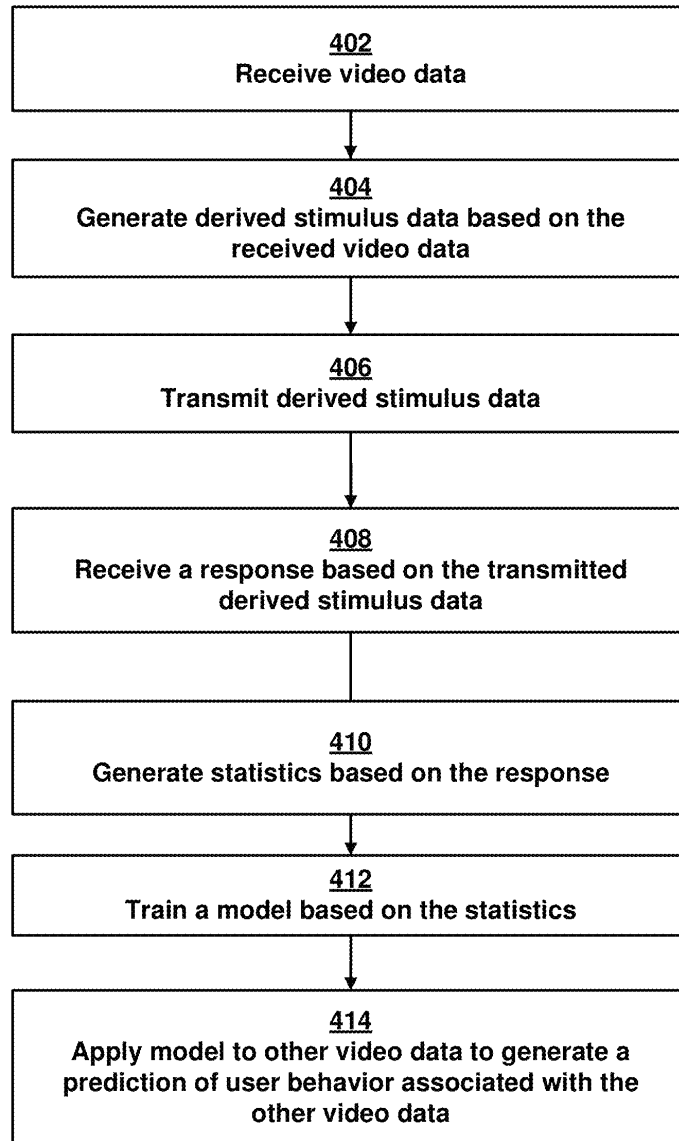 402
Receive video data
404
Generate derived stimulus data based on the
received video data
406
Transmit derived stimulus data
408
Receive a response based on the transmitted
derived stimulus data
410
Generate statistics based on the response
412
Train a model based on the statistics
414
Apply model to other video data to generate a
prediction of user behavior associated with the
other video data